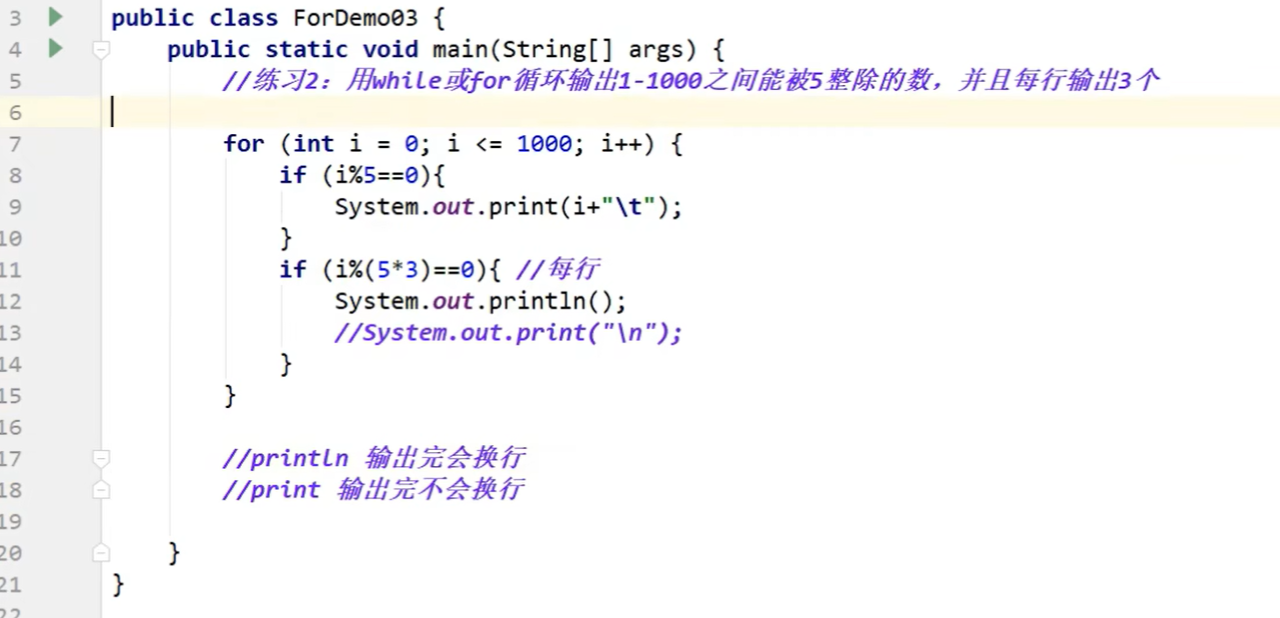 3 public class ForDemo03 {
4 public static void main(String[] args) {
5 //练习2：用while或for循环输出1-1000之间能被5整除的数，并且每行输出3个
6
7 for (int i = 0; i <= 1000; i++) {
8 if (i%5==0){
9 System.out.print(i+"\t");
10 }
11 if (i%(5*3)==0){ //每行
12 System.out.println();
13 //System.out.print("\n");
14 }
15 }
16
17 //println 输出完会换行
18 //print 输出完不会换行
19
20 }
21 }
22